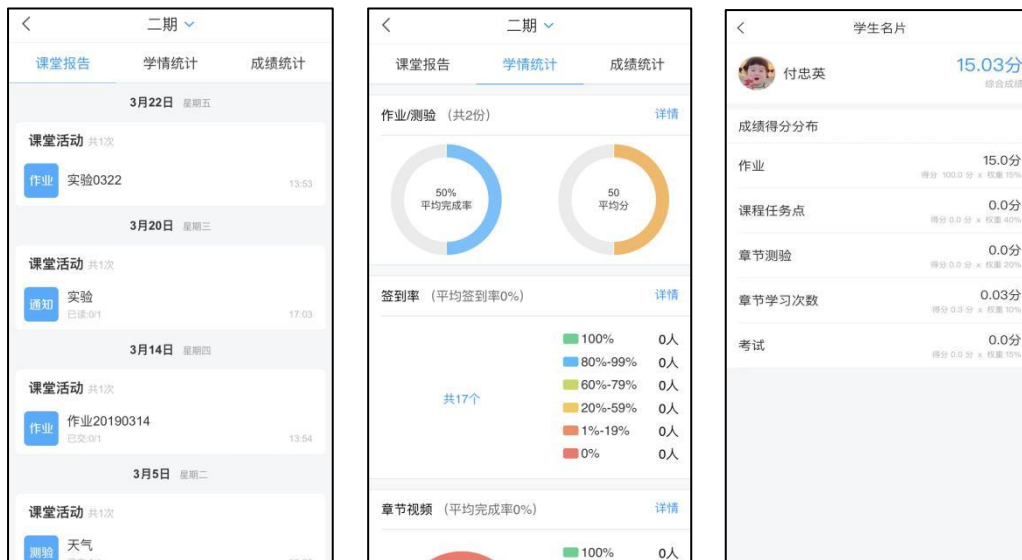 二期
课堂报告
学情统计
成绩统计
3月22日 星期五
课堂活动 共1次
作业
实验0322
13:53
3月20日 星期三
课堂活动 共1次
通知
实验
已读:0/1
17:03
3月14日 星期四
课堂活动 共1次
作业
作业20190314
已交:0/1
13:54
3月5日 星期二
课堂活动 共1次
测验
天气
二期
课堂报告
学情统计
成绩统计
作业/测验 (共2份)
详情
50%
平均完成率
50
平均分
签到率 (平均签到率0%)
详情
共17个
100% 0人
80%-99% 0人
60%-79% 0人
20%-59% 0人
1%-19% 0人
0% 0人
章节视频 (平均完成率0%)
详情
100% 0人
学生名片
付忠英
15.03分
综合成绩
成绩得分分布
作业
15.0分
得分 100.0 分 x 权重 15%
课程任务点
0.0分
得分 0.0 分 x 权重 40%
章节测验
0.0分
得分 0.0 分 x 权重 20%
章节学习次数
0.03分
得分 0.3 分 x 权重 10%
考试
0.0分
得分 0.0 分 x 权重 15%